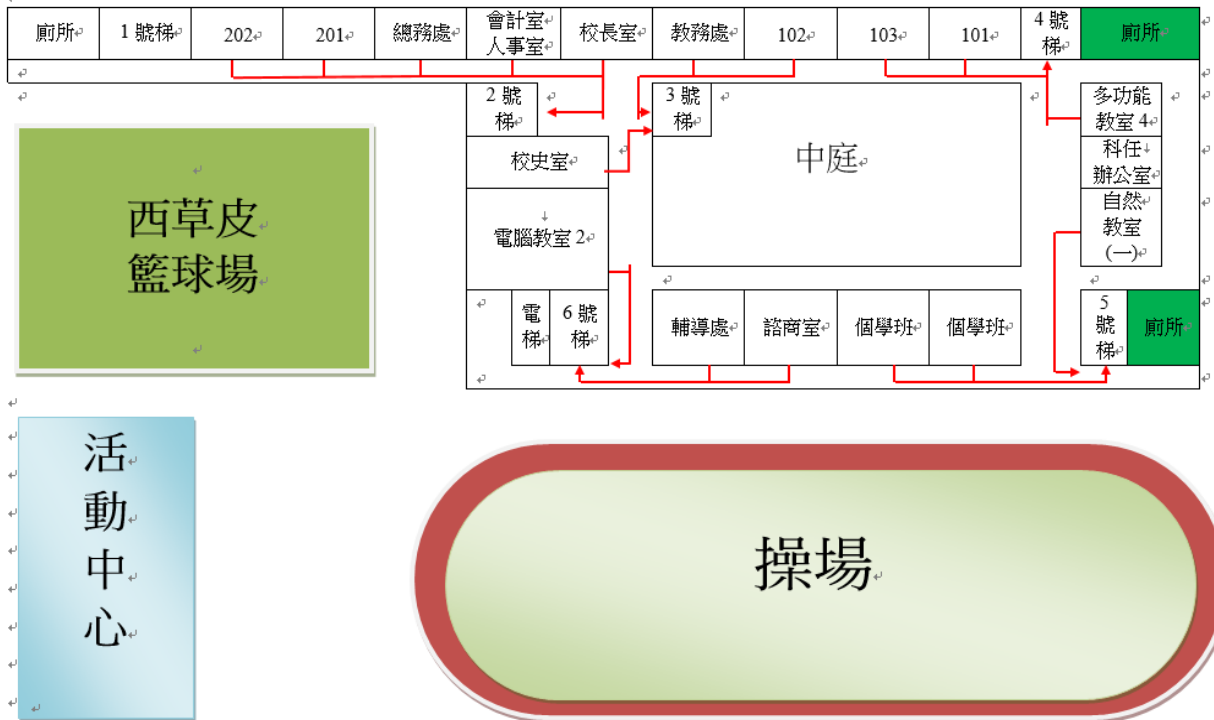 廁所
1 號梯
202
201
總務處
會計室
人事室
校長室
教務處
102
103
101
4 號
梯
廁所
2 號
梯
3 號
梯
中庭
多功能
教室 4
校史室
科任
辦公室
西草皮
籃球場
電腦教室 2
自然
教室
(一)
電
梯
6 號
梯
輔導處
諮商室
個學班
個學班
5
號
梯
廁所
活
動
中
心
操場